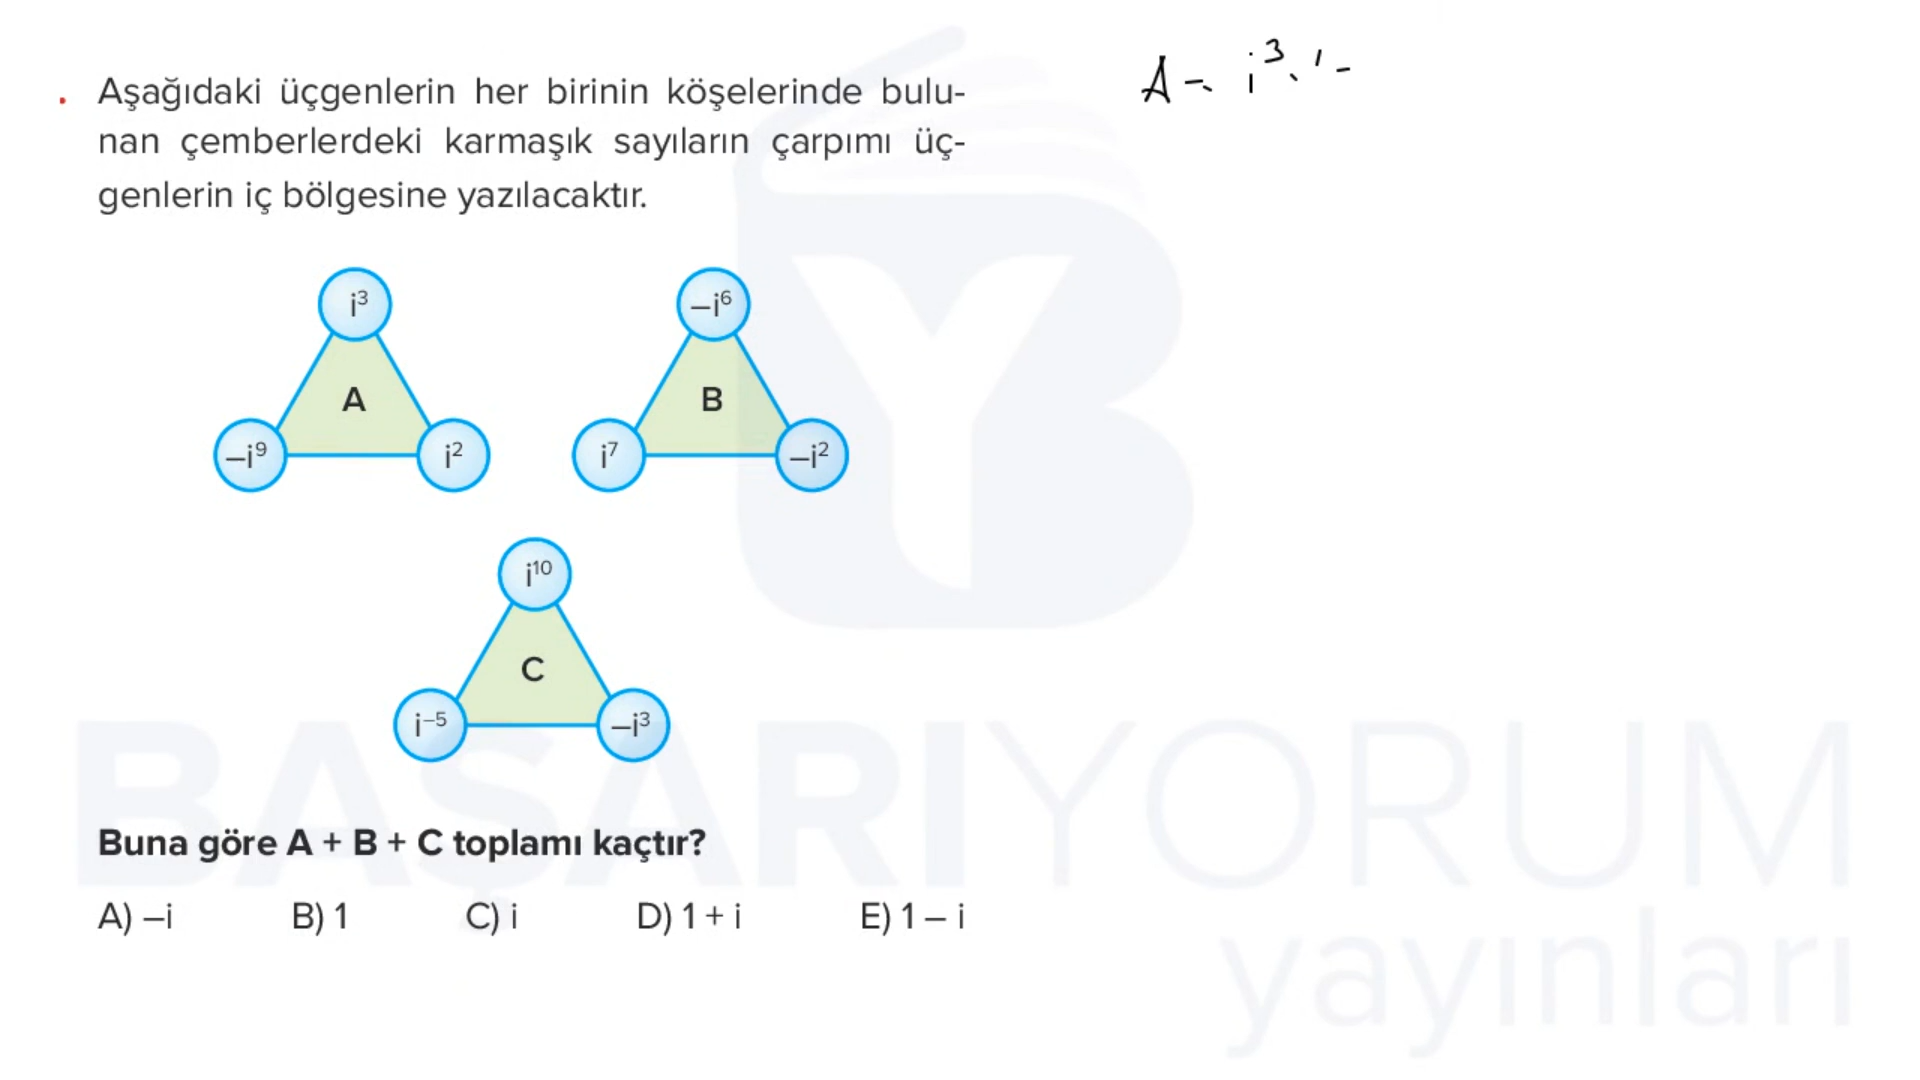 . Aşağıdaki üçgenlerin her birinin köşelerinde bulu-
nan çemberlerdeki karmaşık sayıların çarpımı üç-
genlerin iç bölgesine yazılacaktır.
A - i³.
i³
A
–i⁹
i²
–i⁶
B
i⁷
–i²
i¹⁰
C
i⁻⁵
–i³
Buna göre A + B + C toplamı kaçtır?
A) –i B) 1 C) i D) 1 + i E) 1 – i
BAŞARIYORUM
yayınları